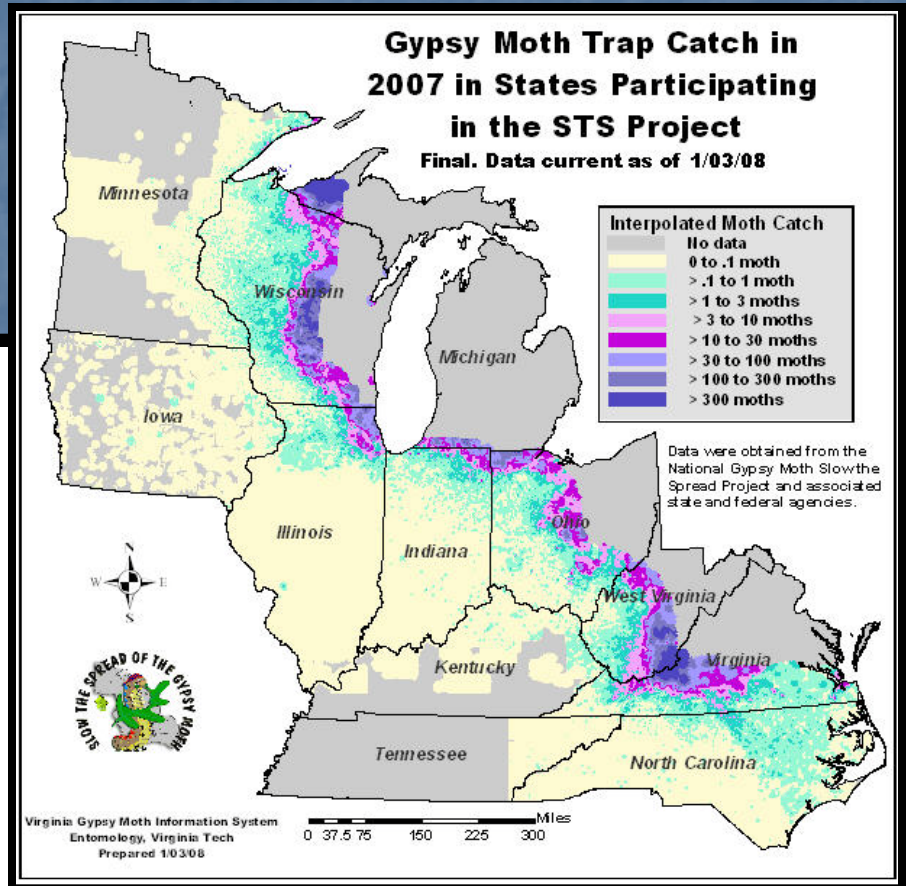 Gypsy Moth Trap Catch in
2007 in States Participating
in the STS Project
Final. Data current as of 1/03/08
Interpolated Moth Catch
No data
0 to .1 moth
> .1 to 1 moth
> 1 to 3 moths
> 3 to 10 moths
> 10 to 30 moths
> 30 to 100 moths
> 100 to 300 moths
> 300 moths
Minnesota
Wisconsin
Michigan
Iowa
Data were obtained from the
National Gypsy Moth Slow the
Spread Project and associated
state and federal agencies.
Illinois
Indiana
Ohio
West Virginia
Virginia
Kentucky
Tennessee
North Carolina
N
W
E
S
SLOW THE SPREAD OF THE GYPSY MOTH
Virginia Gypsy Moth Information System
Entomology, Virginia Tech
Prepared 1/03/08
Miles
0 37.5 75 150 225 300